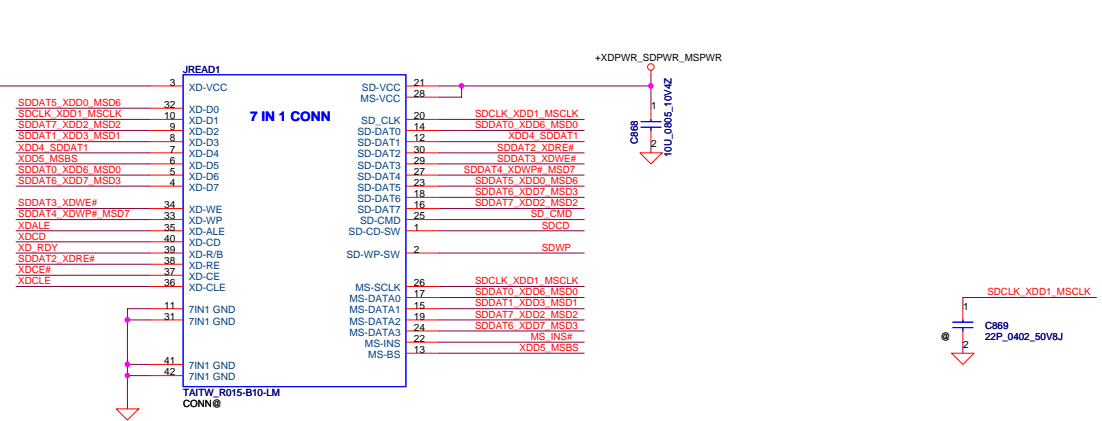 +XDPWR_SDPWR_MSPWR
JREAD1
7 IN 1 CONN
3 XD-VCC
SDDAT5_XDD0_MSD6 32 XD-D0
SDCLK_XDD1_MSCLK 10 XD-D1
SDDAT7_XDD2_MSD2 9 XD-D2
SDDAT1_XDD3_MSD1 8 XD-D3
XDD4_SDDAT1 7 XD-D4
XDD5_MSBS 6 XD-D5
SDDAT0_XDD6_MSD0 5 XD-D6
SDDAT6_XDD7_MSD3 4 XD-D7
SDDAT3_XDWE# 34 XD-WE
SDDAT4_XDWP#_MSD7 33 XD-WP
XDALE 35 XD-ALE
XDCD 40 XD-CD
XD_RDY 39 XD-R/B
SDDAT2_XDRE# 38 XD-RE
XDCE# 37 XD-CE
XDCLE 36 XD-CLE
11 7IN1 GND
31 7IN1 GND
41 7IN1 GND
42 7IN1 GND
SD-VCC 21
MS-VCC 28
SD_CLK 20 SDCLK_XDD1_MSCLK
SD-DAT0 14 SDDAT0_XDD6_MSD0
SD-DAT1 12 XDD4_SDDAT1
SD-DAT2 30 SDDAT2_XDRE#
SD-DAT3 29 SDDAT3_XDWE#
SD-DAT4 27 SDDAT4_XDWP#_MSD7
SD-DAT5 23 SDDAT5_XDD0_MSD6
SD-DAT6 18 SDDAT6_XDD7_MSD3
SD-DAT7 16 SDDAT7_XDD2_MSD2
SD-CMD 25 SD_CMD
SD-CD-SW 1 SDCD
SD-WP-SW 2 SDWP
MS-SCLK 26 SDCLK_XDD1_MSCLK
MS-DATA0 17 SDDAT0_XDD6_MSD0
MS-DATA1 15 SDDAT1_XDD3_MSD1
MS-DATA2 19 SDDAT7_XDD2_MSD2
MS-DATA3 24 SDDAT6_XDD7_MSD3
MS-INS 22 MS_INS#
MS-BS 13 XDD5_MSBS
TAITW_R015-B10-LM
CONN@
1
C868
10U_0805_10V4Z
2
SDCLK_XDD1_MSCLK
1
C869
@
22P_0402_50V8J
2